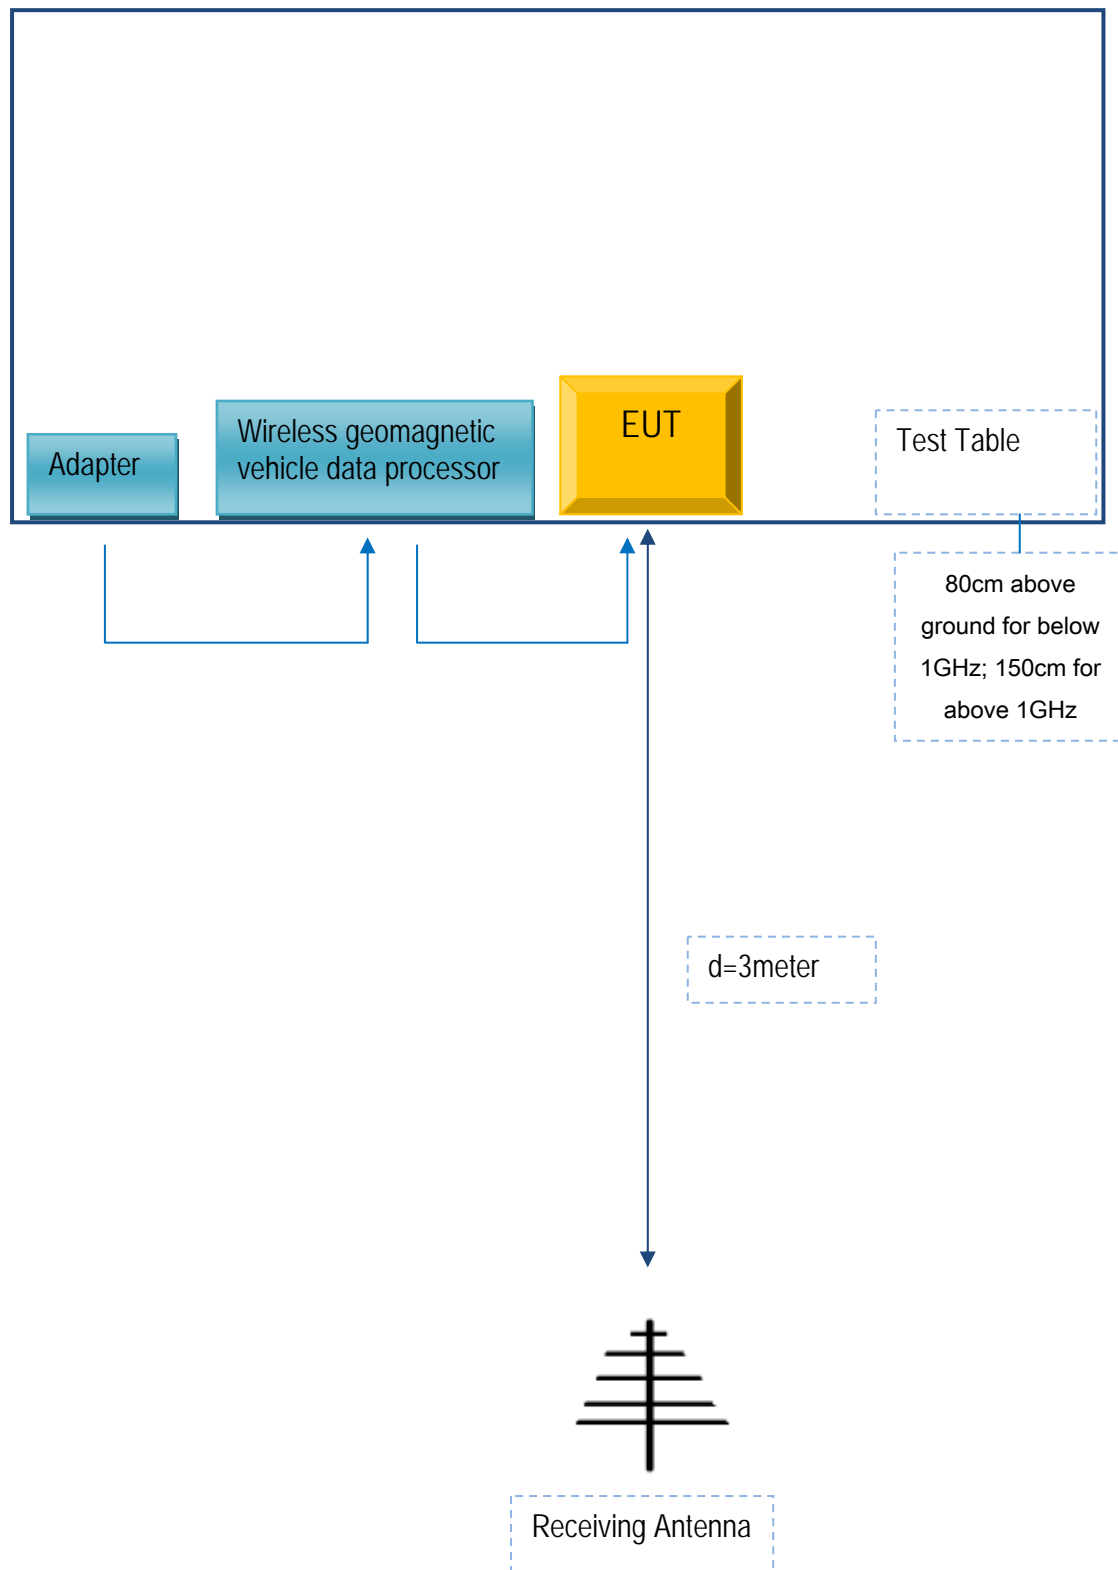 Adapter
Wireless geomagnetic
vehicle data processor
EUT
Test Table
80cm above
ground for below
1GHz; 150cm for
above 1GHz
d=3meter
Receiving Antenna